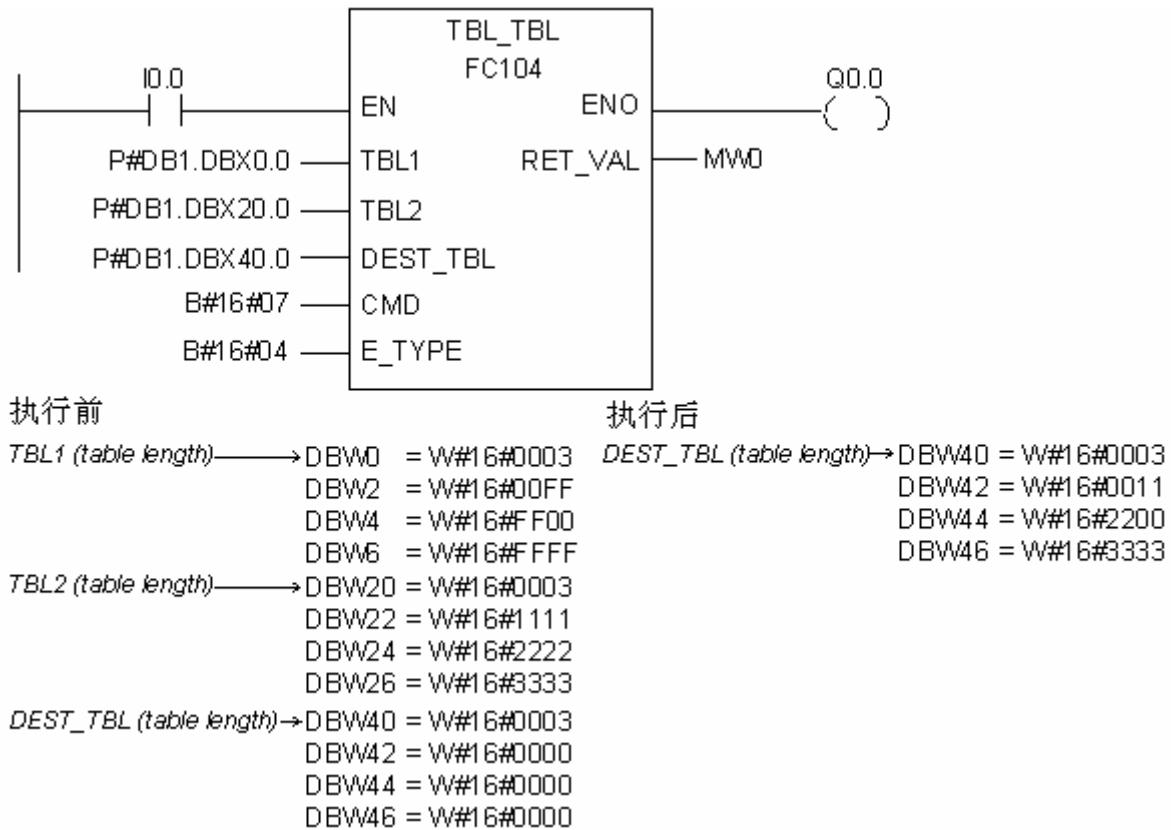 TBL_TBL
FC104
I0.0
Q0.0
EN
ENO
P#DB1.DBX0.0
TBL1
RET_VAL
MW0
P#DB1.DBX20.0
TBL2
P#DB1.DBX40.0
DEST_TBL
B#16#07
CMD
B#16#04
E_TYPE
执行前
TBL1 (table length) DBW0 = W#16#0003
DBW2 = W#16#00FF
DBW4 = W#16#FF00
DBW6 = W#16#FFFF
TBL2 (table length) DBW20 = W#16#0003
DBW22 = W#16#1111
DBW24 = W#16#2222
DBW26 = W#16#3333
DEST_TBL (table length) DBW40 = W#16#0003
DBW42 = W#16#0000
DBW44 = W#16#0000
DBW46 = W#16#0000
执行后
DEST_TBL (table length) DBW40 = W#16#0003
DBW42 = W#16#0011
DBW44 = W#16#2200
DBW46 = W#16#3333